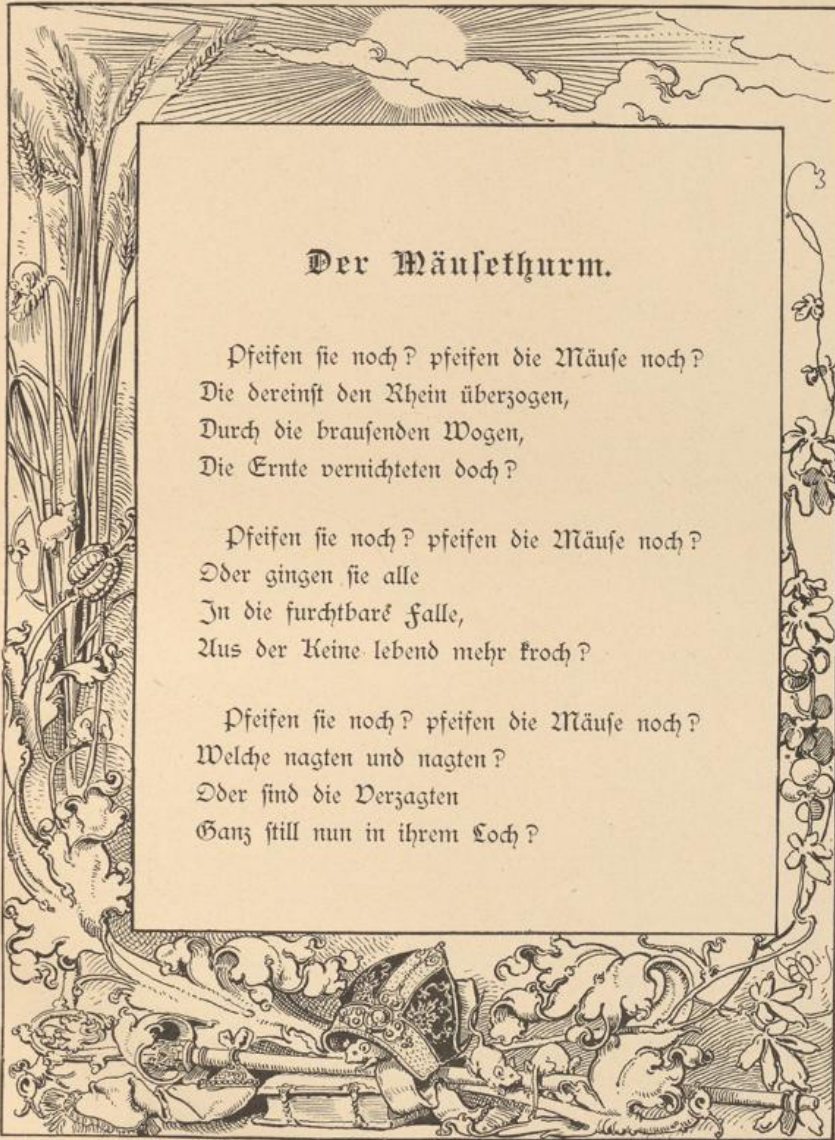 Der Mäuſethurm.
Pfeifen ſie noch? pfeifen die Mäuſe noch?
Die dereinſt den Rhein überzogen,
Durch die brauſenden Wogen,
Die Ernte vernichteten doch?
Pfeifen ſie noch? pfeifen die Mäuſe noch?
Oder gingen ſie alle
In die furchtbare Falle,
Aus der Keine lebend mehr kroch?
Pfeifen ſie noch? pfeifen die Mäuſe noch?
Welche nagten und nagten?
Oder ſind die Verzagten
Ganz ſtill nun in ihrem Loch?